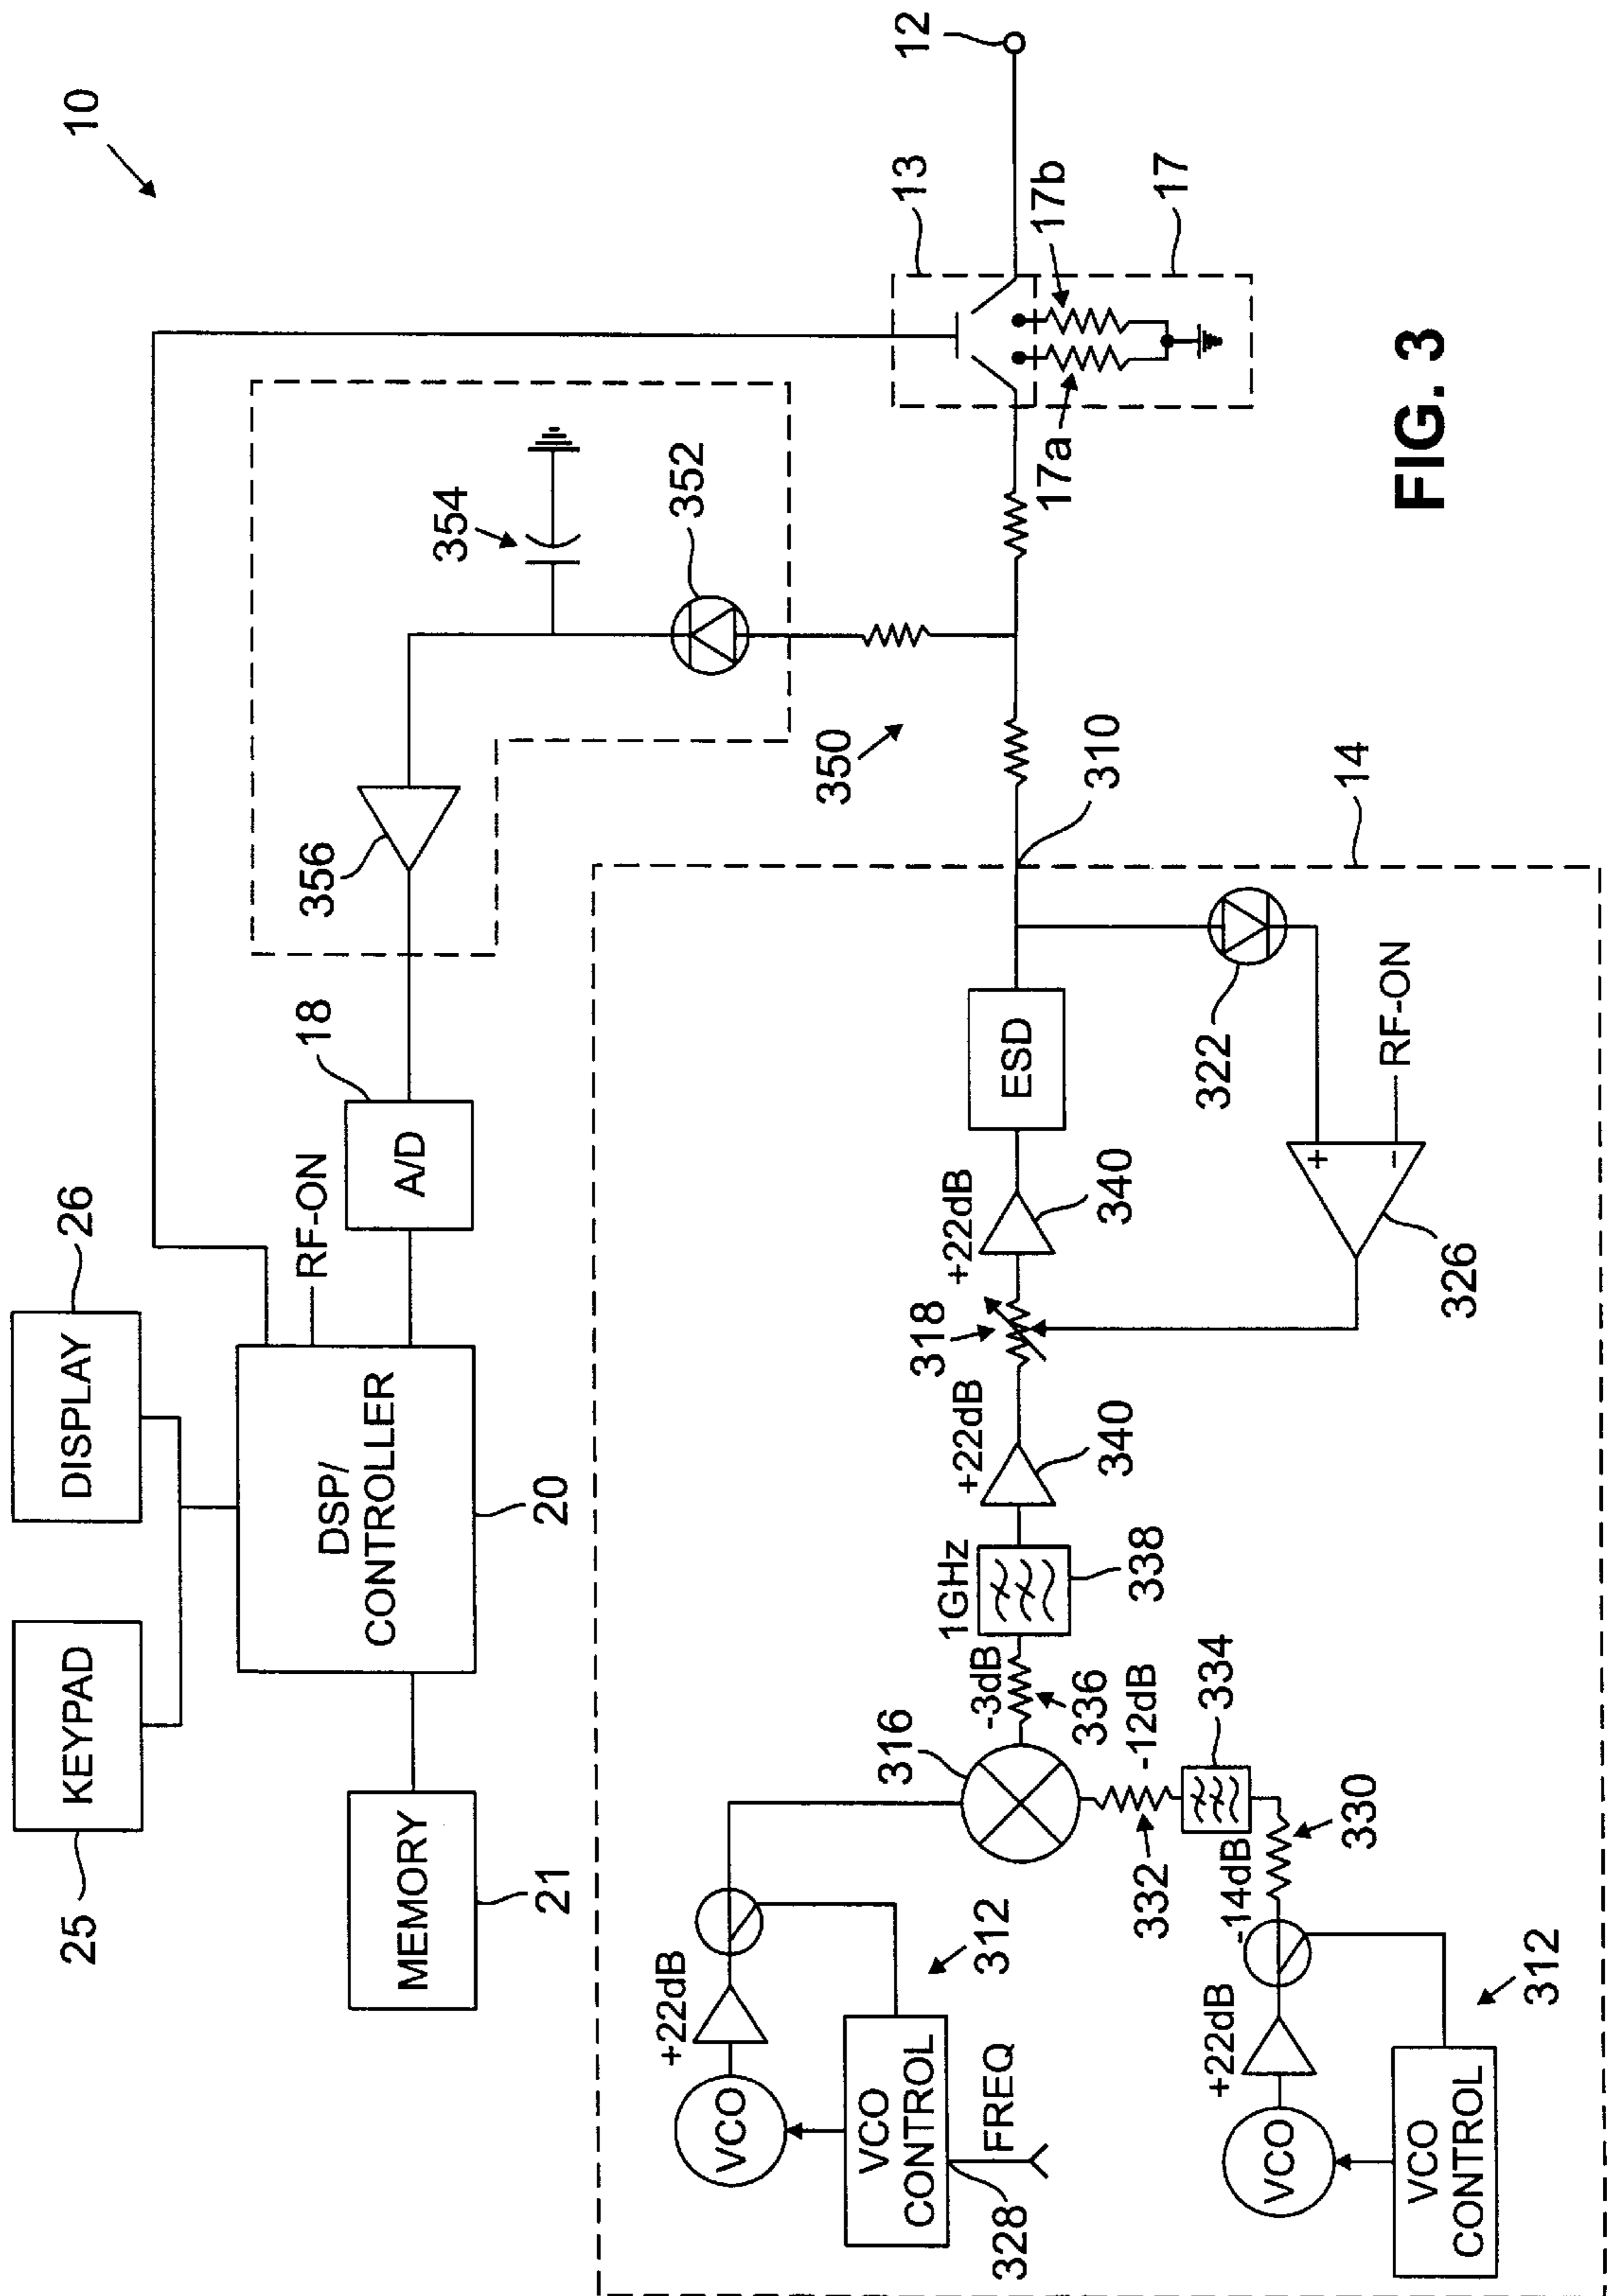 10
KEYPAD
25
DISPLAY
26
DSP/
CONTROLLER
20
MEMORY
21
RF-ON
A/D
18
356
354
352
350
13
12
17b
17a
17
310
14
VCO
+22dB
VCO
CONTROL
FREQ
328
312
316
-3dB
336
1GHz
338
+22dB
340
318
+22dB
340
ESD
322
RF-ON
+
-
326
-12dB
332
334
-14dB
330
VCO
+22dB
VCO
CONTROL
312
FIG. 3